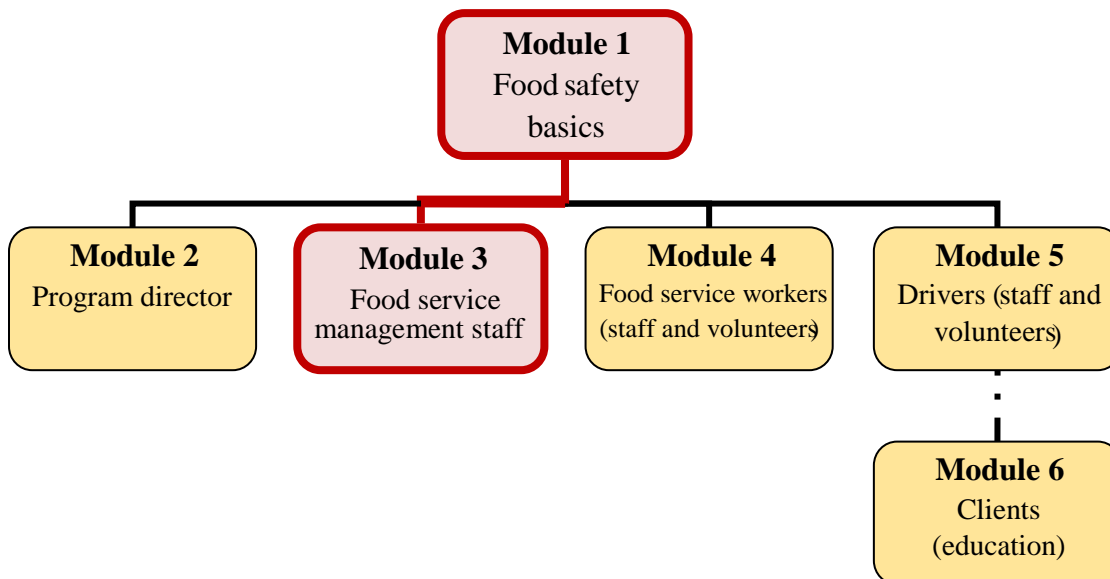 Module 1
Food safety
basics
Module 2
Program director
Module 3
Food service
management staff
Module 4
Food service workers
(staff and volunteers)
Module 5
Drivers (staff and
volunteers)
Module 6
Clients
(education)